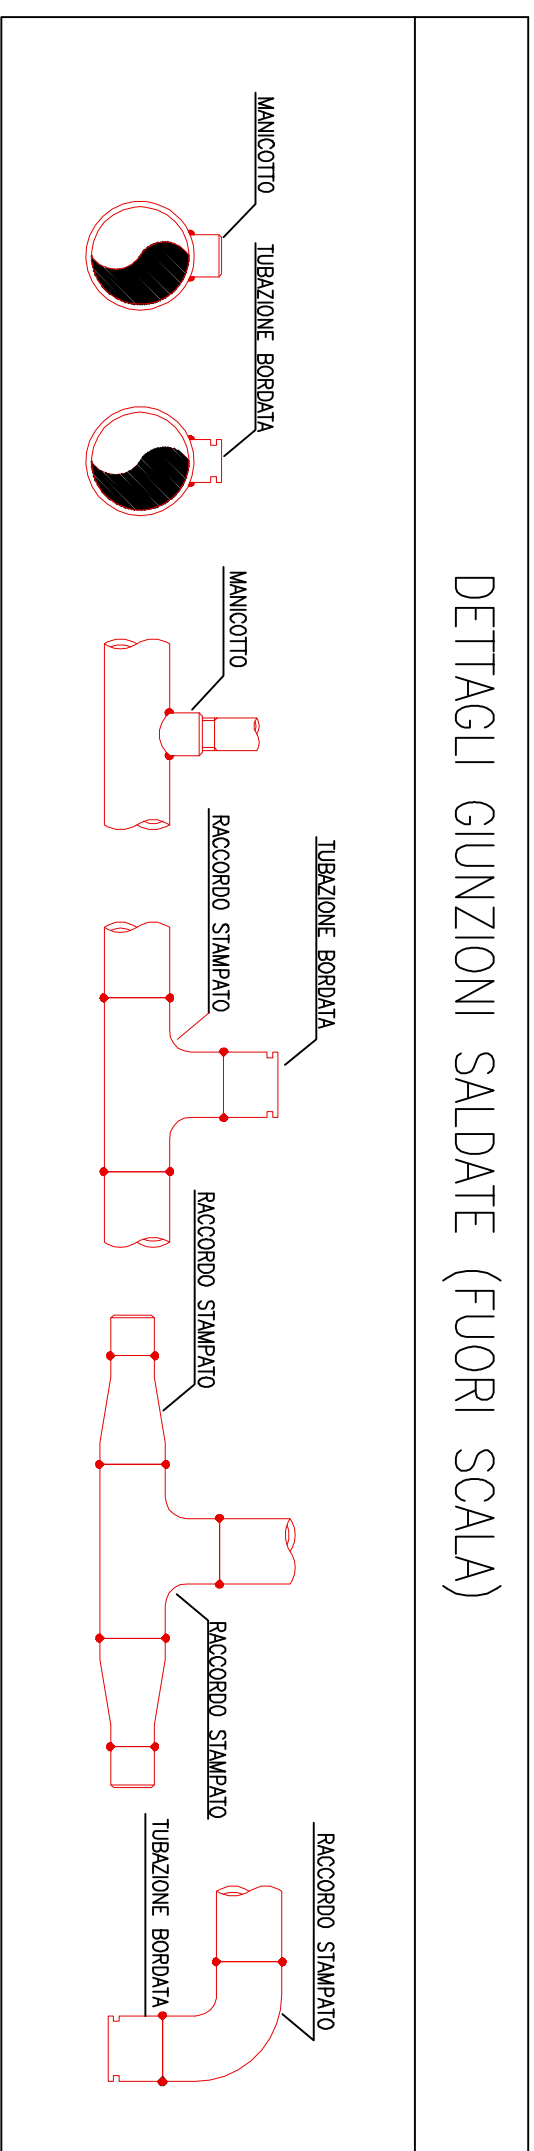 DETTAGLI GIUNZIONI SALDATE (FUORI SCALA)
MANICOTTO
TUBAZIONE BORDATA
MANICOTTO
TUBAZIONE BORDATA
RACCORDO STAMPATO
RACCORDO STAMPATO
RACCORDO STAMPATO
RACCORDO STAMPATO
TUBAZIONE BORDATA